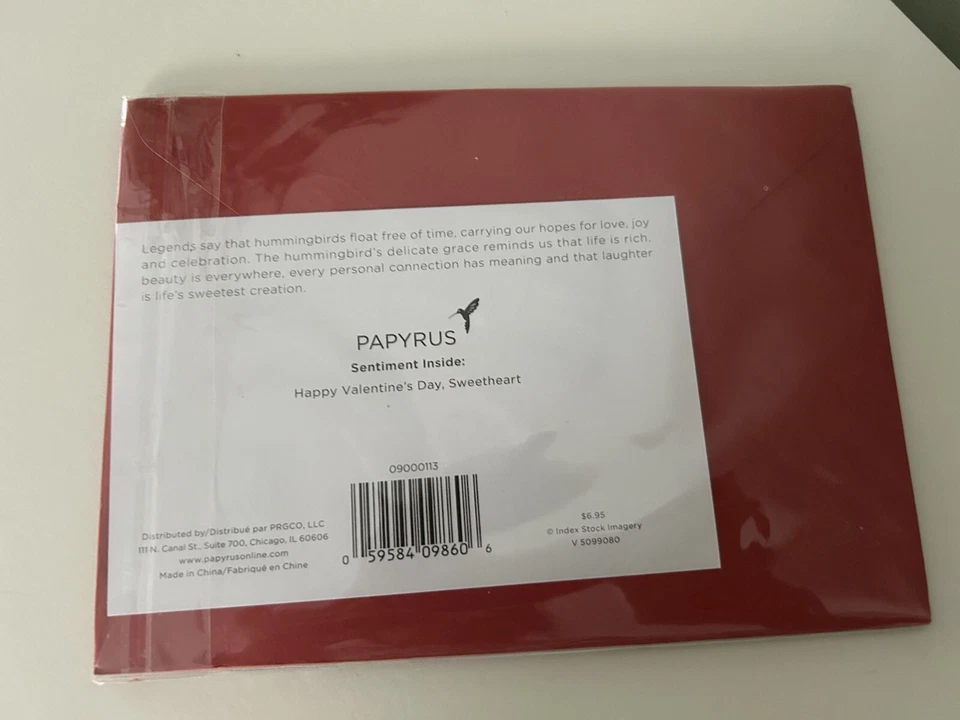 Legends say that hummingbirds float free of time, carrying our hopes for love, joy
and celebration. The hummingbird's delicate grace reminds us that life is rich,
beauty is everywhere, every personal connection has meaning and that laughter
is life's sweetest creation.
PAPYRUS
Sentiment Inside:
Happy Valentine's Day, Sweetheart
09000113
0 59584 09860 6
Distributed by/Distribué par PRGCO, LLC
111 N. Canal St., Suite 700, Chicago, IL 60606
www.papyrusonline.com
Made in China/Fabriqué en Chine
$6.95
© Index Stock Imagery
V 5099080